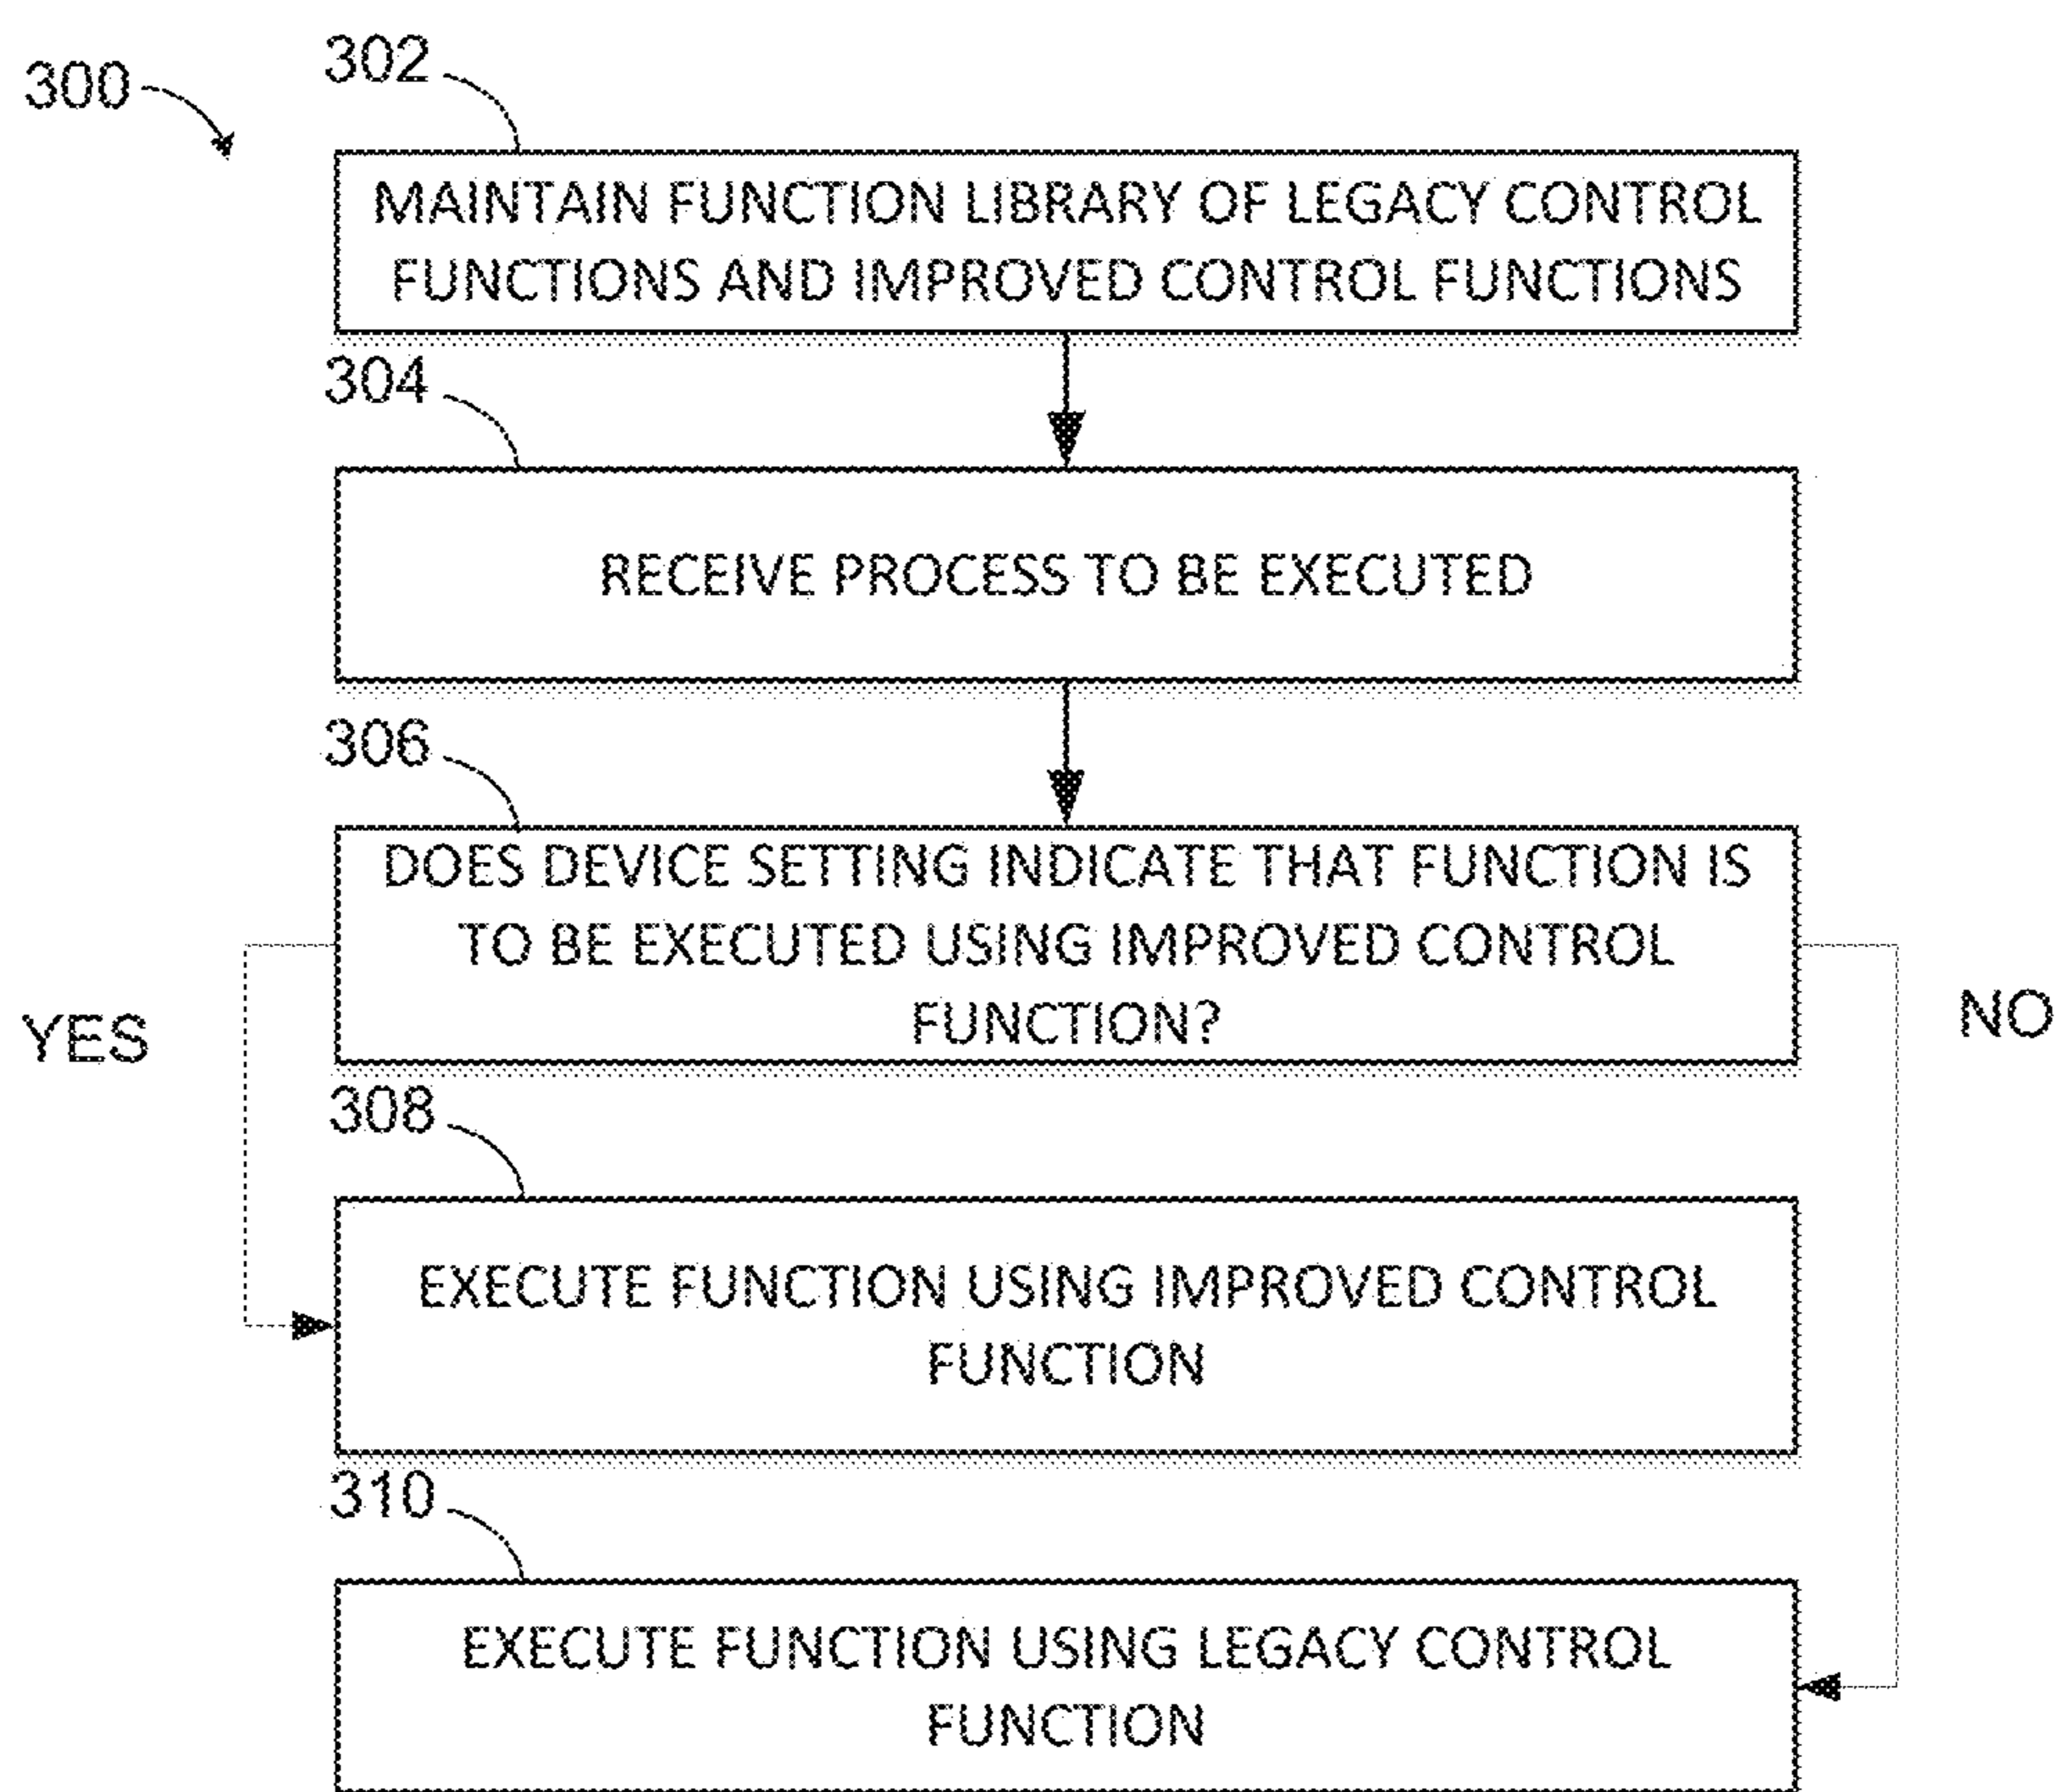 300
302
MAINTAIN FUNCTION LIBRARY OF LEGACY CONTROL
FUNCTIONS AND IMPROVED CONTROL FUNCTIONS
304
RECEIVE PROCESS TO BE EXECUTED
306
DOES DEVICE SETTING INDICATE THAT FUNCTION IS
TO BE EXECUTED USING IMPROVED CONTROL
FUNCTION?
YES
NO
308
EXECUTE FUNCTION USING IMPROVED CONTROL
FUNCTION
310
EXECUTE FUNCTION USING LEGACY CONTROL
FUNCTION